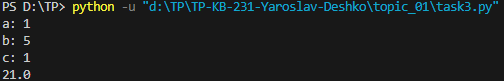 PS D:\TP> python -u "d:\TP\TP-KB-231-Yaroslav-Deshko\topic_01\task3.py"
a: 1
b: 5
c: 1
21.0